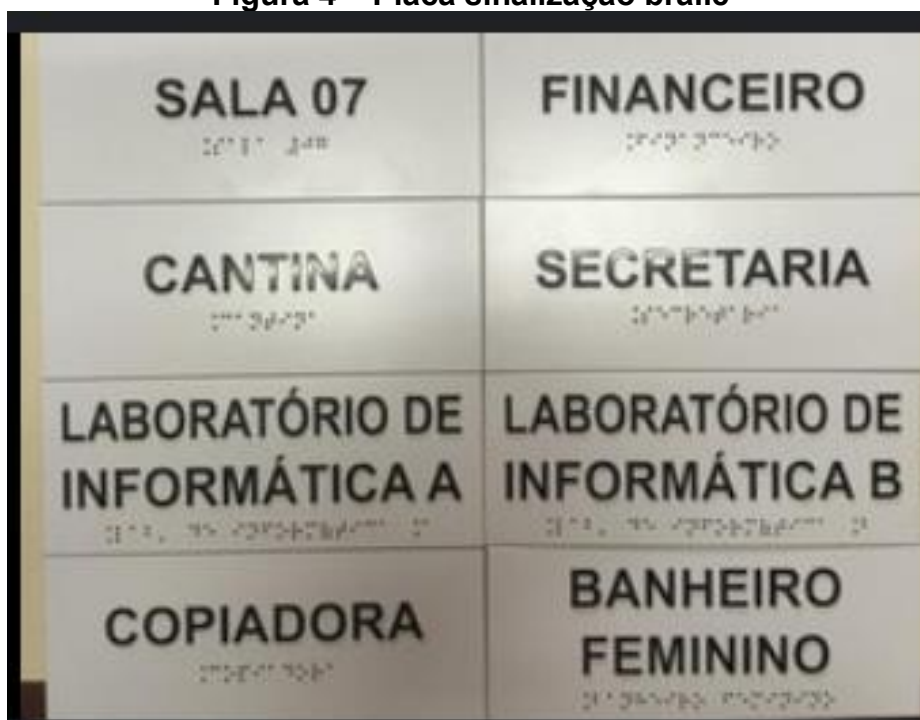 Figura 4 – Placa sinalização braile
SALA 07
FINANCEIRO
CANTINA
SECRETARIA
LABORATÓRIO DE
INFORMÁTICA A
LABORATÓRIO DE
INFORMÁTICA B
COPIADORA
BANHEIRO
FEMININO